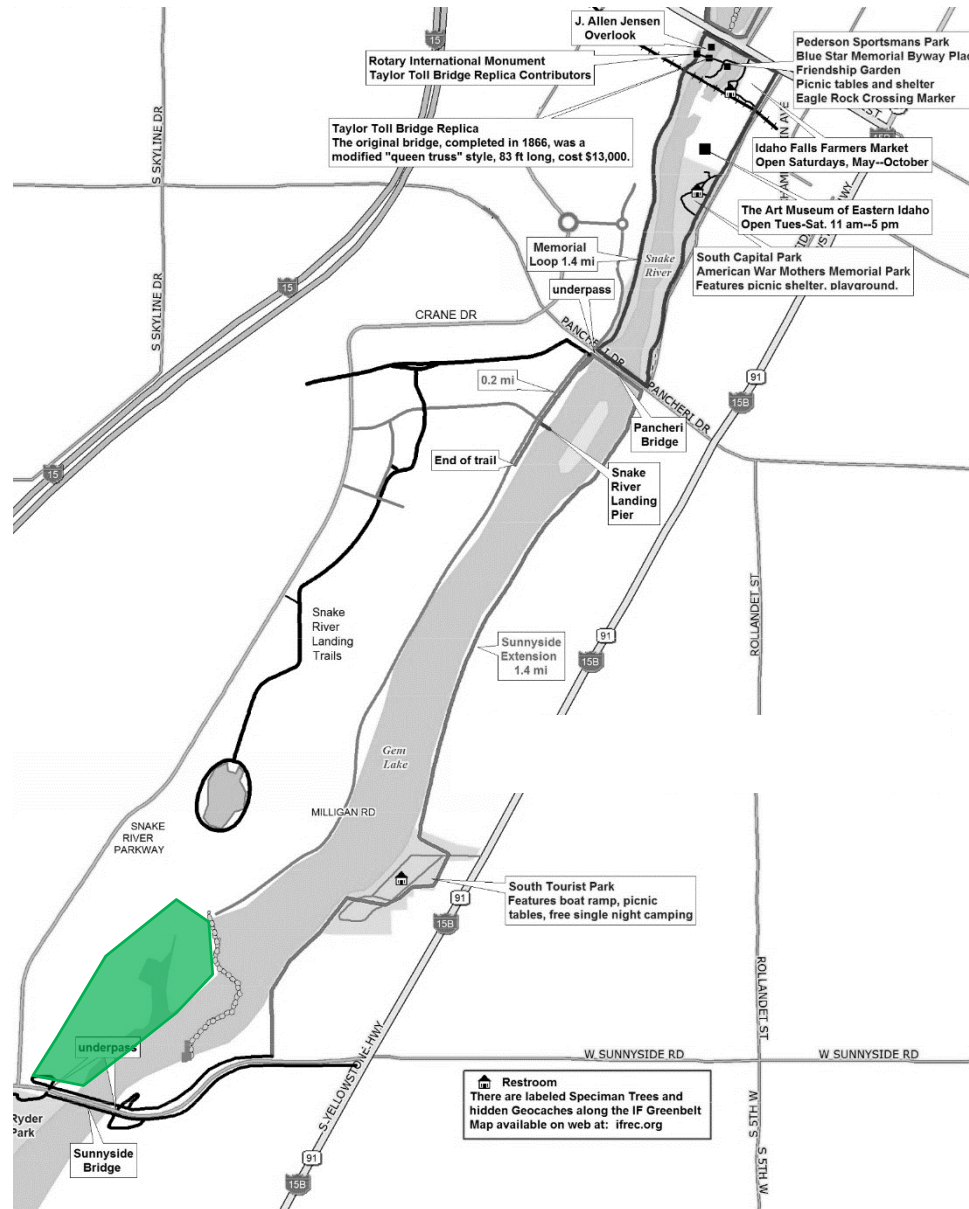 J. Allen Jensen
Overlook
Rotary International Monument
Taylor Toll Bridge Replica Contributors
Pederson Sportsmans Park
Blue Star Memorial Byway Plac
Friendship Garden
Picnic tables and shelter
Eagle Rock Crossing Marker
15
S SKYLINE DR
Taylor Toll Bridge Replica
The original bridge, completed in 1866, was a
modified "queen truss" style, 83 ft long, cost $13,000.
Idaho Falls Farmers Market
Open Saturdays, May--October
The Art Museum of Eastern Idaho
Open Tues-Sat. 11 am--5 pm
South Capital Park
American War Mothers Memorial Park
Features picnic shelter, playground,
Memorial
Loop 1.4 mi
Snake
River
underpass
15
S SKYLINE DR
CRANE DR
PANCHERI DR
PANCHERI DR
91
15B
0.2 mi
Pancheri
Bridge
End of trail
15
Snake
River
Landing
Pier
ROLLANDET ST
Snake
River
Landing
Trails
91
15B
Sunnyside
Extension
1.4 mi
Gem
Lake
MILLIGAN RD
SNAKE
RIVER
PARKWAY
South Tourist Park
Features boat ramp, picnic
tables, free single night camping
91
15B
ROLLANDET ST
underpass
S YELLOWSTONE HWY
W SUNNYSIDE RD
W SUNNYSIDE RD
Restroom
There are labeled Speciman Trees and
hidden Geocaches along the IF Greenbelt
Map available on web at: ifrec.org
S 5TH W
S 5TH W
Ryder
Park
Sunnyside
Bridge
91
15B